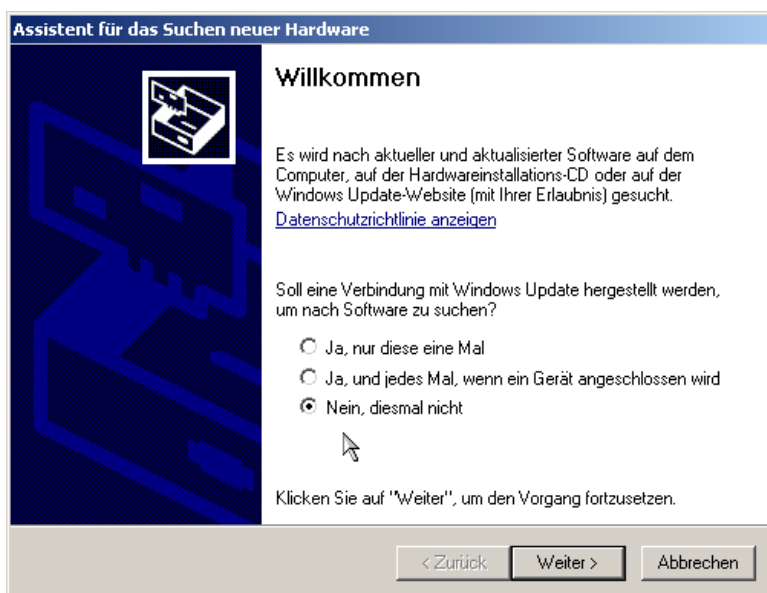 Assistent für das Suchen neuer Hardware
Willkommen
Es wird nach aktueller und aktualisierter Software auf dem
Computer, auf der Hardwareinstallations-CD oder auf der
Windows Update-Website (mit Ihrer Erlaubnis) gesucht.
Datenschutzrichtlinie anzeigen
Soll eine Verbindung mit Windows Update hergestellt werden,
um nach Software zu suchen?
Ja, nur diese eine Mal
Ja, und jedes Mal, wenn ein Gerät angeschlossen wird
Nein, diesmal nicht
Klicken Sie auf "Weiter", um den Vorgang fortzusetzen.
< Zurück Weiter > Abbrechen